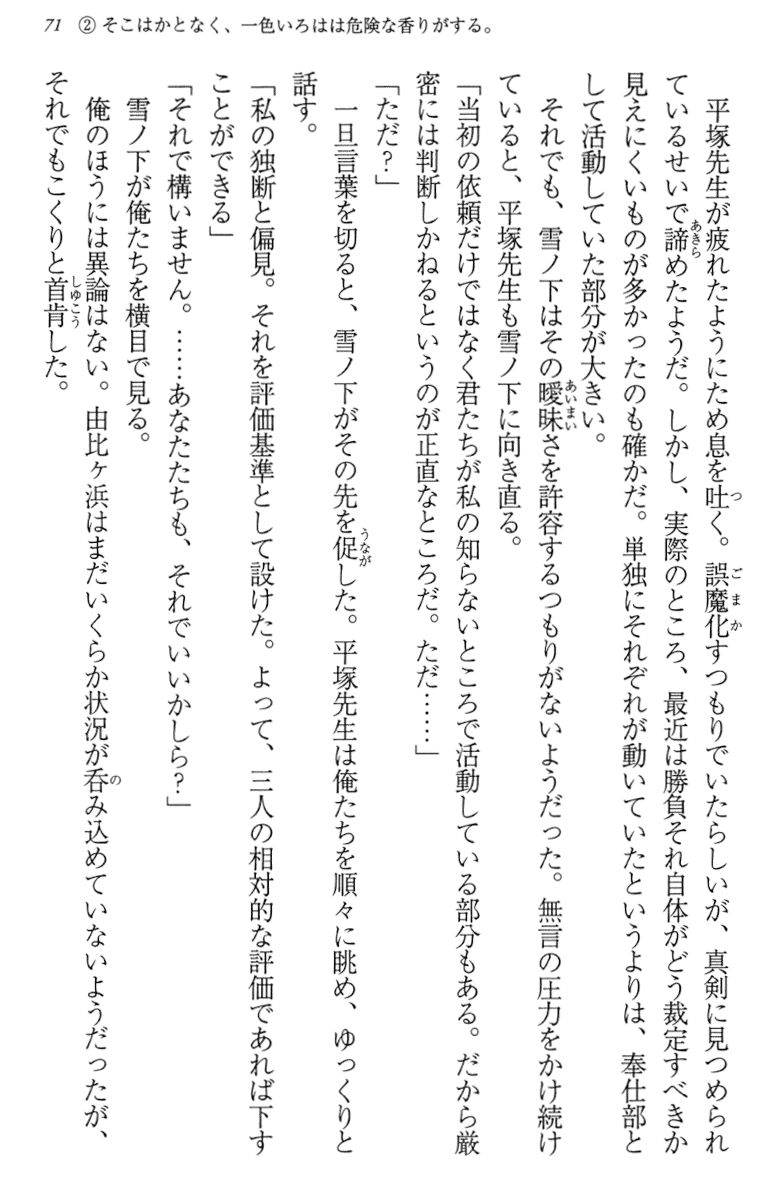 71 ② そこはかとなく、一色いろはは危険な香りがする。
平塚先生が疲れたようにため息を吐く。誤魔化すつもりでいたらしいが、真剣に見つめられ
ているせいで諦めたようだ。しかし、実際のところ、最近は勝負それ自体がどう裁定すべきか
見えにくいものが多かったのも確かだ。単独にそれぞれが動いていたというよりは、奉仕部と
して活動していた部分が大きい。
それでも、雪ノ下はその曖昧さを許容するつもりがないようだった。無言の圧力をかけ続け
ていると、平塚先生も雪ノ下に向き直る。
「当初の依頼だけではなく君たちが私の知らないところで活動している部分もある。だから厳
密には判断しかねるというのが正直なところだ。ただ……」
「ただ?」
一旦言葉を切ると、雪ノ下がその先を促した。平塚先生は俺たちを順々に眺め、ゆっくりと
話す。
「私の独断と偏見。それを評価基準として設けた。よって、三人の相対的な評価であれば下す
ことができる」
「それで構いません。……あなたたちも、それでいいかしら?」
雪ノ下が俺たちを横目で見る。
俺のほうには異論はない。由比ヶ浜はまだいくらか状況が呑み込めていないようだったが、
それでもこくりと首肯した。